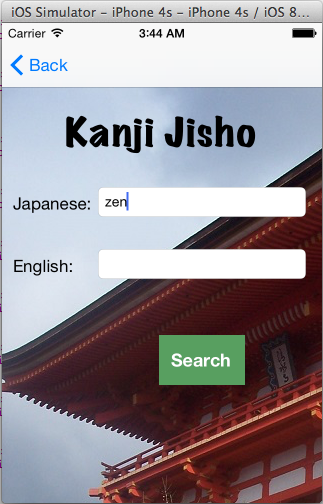 iOS Simulator – iPhone 4s – iPhone 4s / iOS 8...
Carrier 3:44 AM
Back
Kanji Jisho
Japanese: zen
English:
Search